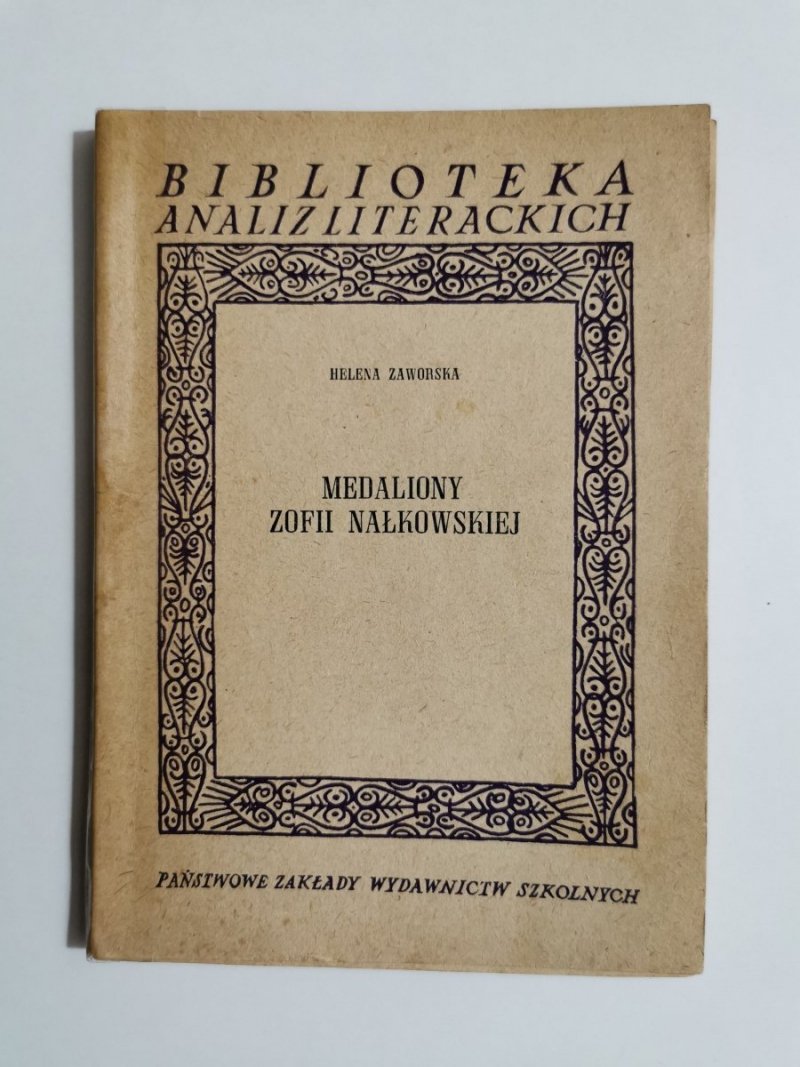 BIBLIOTEKA
ANALIZ LITERACKICH
HELENA ZAWORSKA
MEDALIONY
ZOFII NAŁKOWSKIEJ
PAŃSTWOWE ZAKŁADY WYDAWNICTW SZKOLNYCH